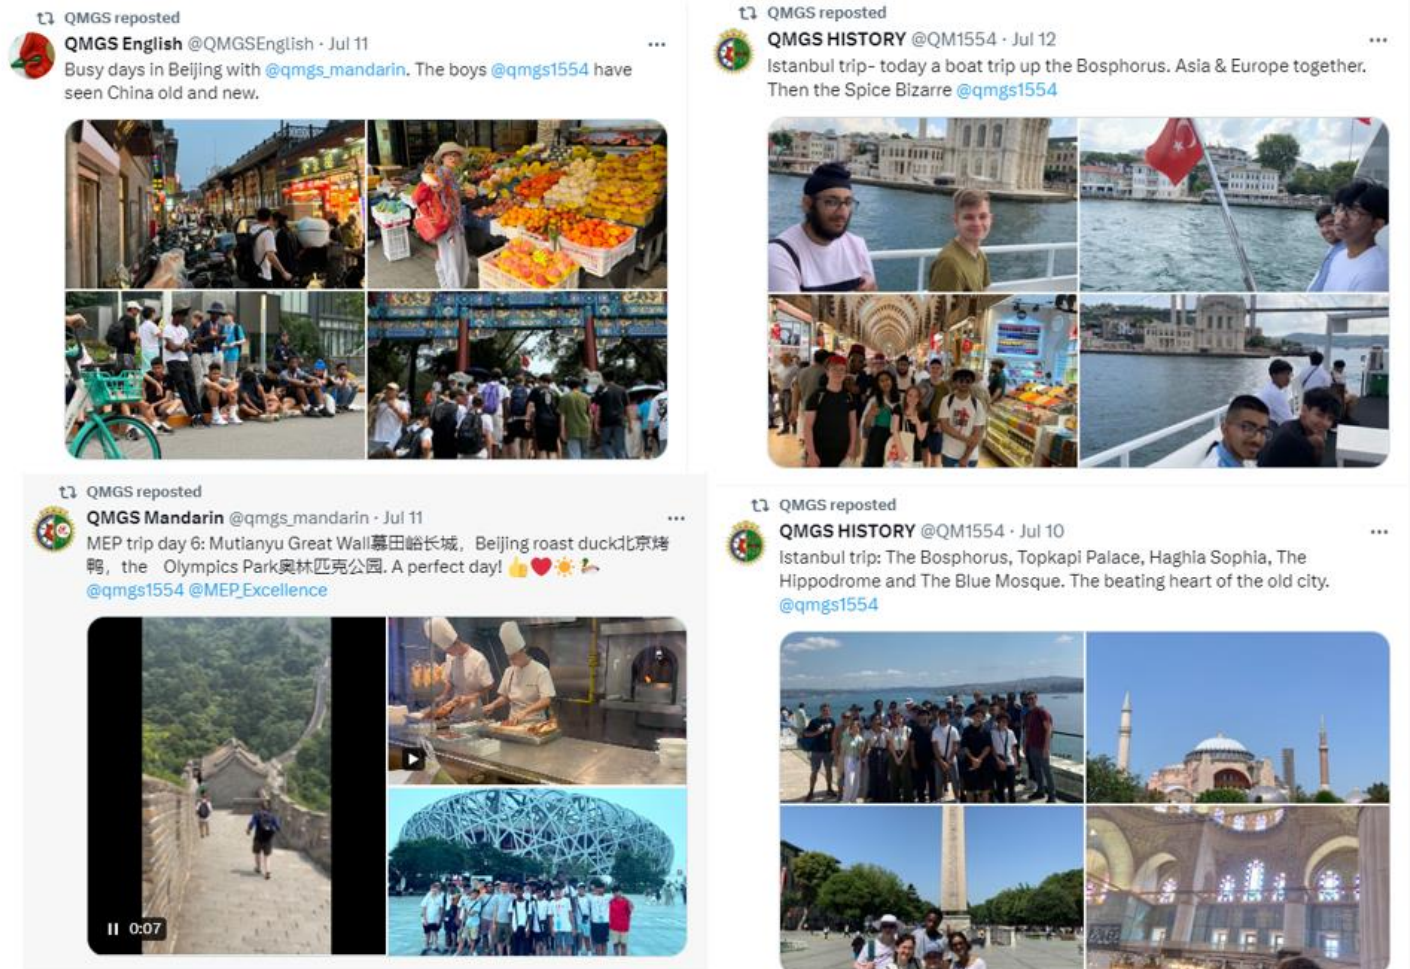 QMGS reposted
QMGS English @QMGSEnglish · Jul 11
Busy days in Beijing with @qmgs_mandarin. The boys @qmgs1554 have
seen China old and new.
QMGS reposted
QMGS Mandarin @qmgs_mandarin · Jul 11
MEP trip day 6: Mutianyu Great Wall慕田峪长城，Beijing roast duck北京烤
鸭，the Olympics Park奥林匹克公园. A perfect day! 👍❤️☀️
@qmgs1554 @MEP_Excellence
0:07
QMGS reposted
QMGS HISTORY @QM1554 · Jul 12
Istanbul trip- today a boat trip up the Bosphorus. Asia & Europe together.
Then the Spice Bizarre @qmgs1554
QMGS reposted
QMGS HISTORY @QM1554 · Jul 10
Istanbul trip: The Bosphorus, Topkapi Palace, Haghia Sophia, The
Hippodrome and The Blue Mosque. The beating heart of the old city.
@qmgs1554